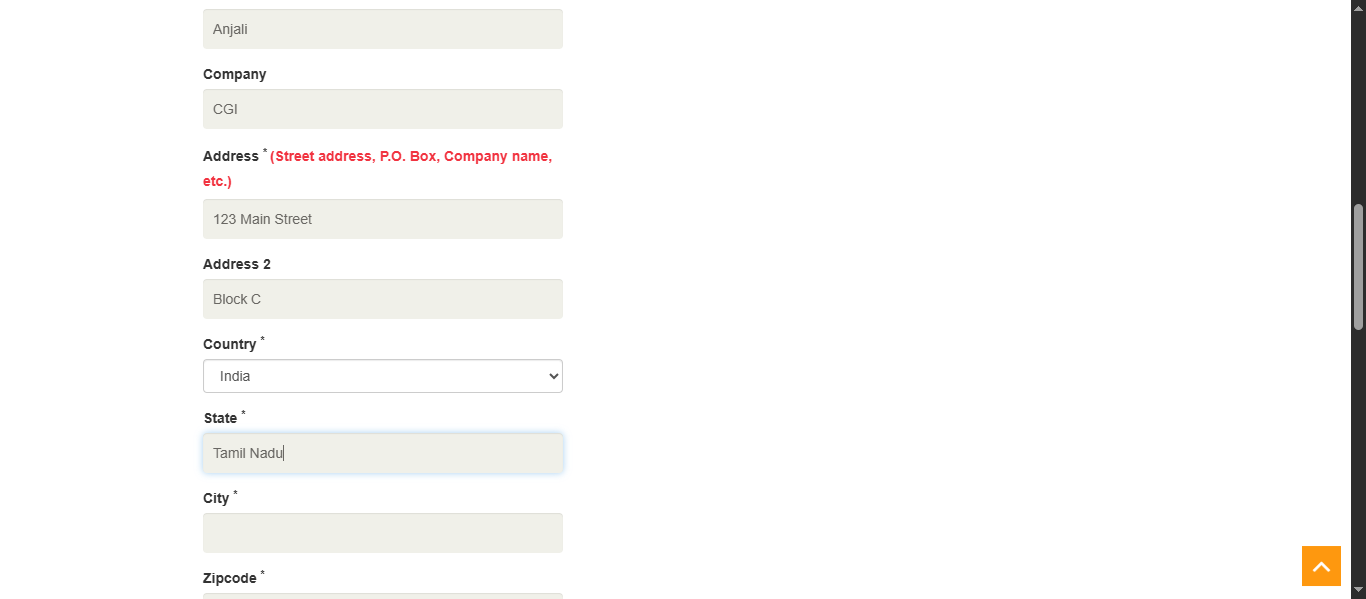 Anjali
Company
CGI
Address * (Street address, P.O. Box, Company name,
etc.)
123 Main Street
Address 2
Block C
Country *
India
State *
Tamil Nadu
City *
Zipcode *